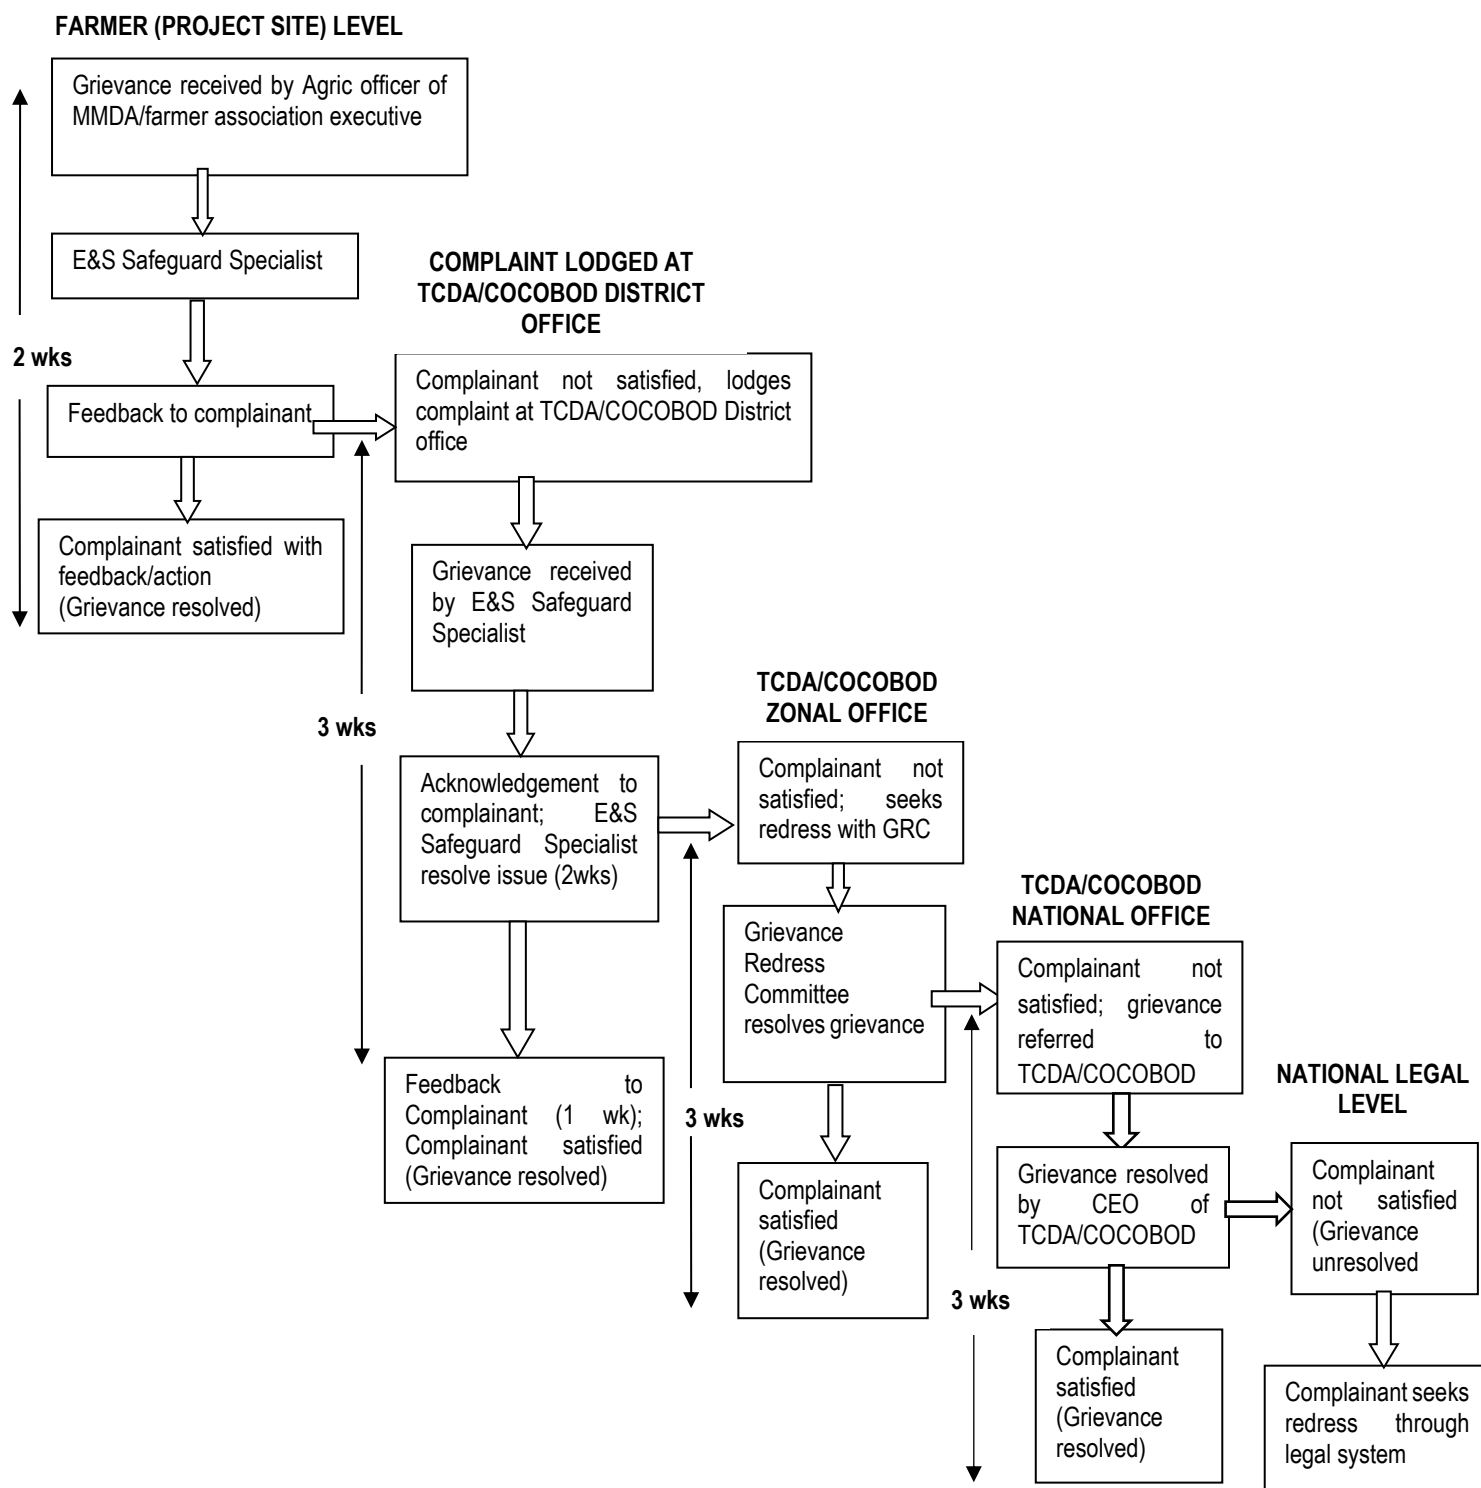 FARMER (PROJECT SITE) LEVEL
Grievance received by Agric officer of
MMDA/farmer association executive
E&S Safeguard Specialist
2 wks
Feedback to complainant
Complainant satisfied with
feedback/action
(Grievance resolved)
COMPLAINT LODGED AT
TCDA/COCOBOD DISTRICT
OFFICE
Complainant not satisfied, lodges
complaint at TCDA/COCOBOD District
office
Grievance received
by E&S Safeguard
Specialist
3 wks
Acknowledgement to
complainant; E&S
Safeguard Specialist
resolve issue (2wks)
Feedback to
Complainant (1 wk);
Complainant satisfied
(Grievance resolved)
TCDA/COCOBOD
ZONAL OFFICE
Complainant not
satisfied; seeks
redress with GRC
Grievance
Redress
Committee
resolves grievance
3 wks
Complainant
satisfied
(Grievance
resolved)
TCDA/COCOBOD
NATIONAL OFFICE
Complainant not
satisfied; grievance
referred to
TCDA/COCOBOD
Grievance resolved
by CEO of
TCDA/COCOBOD
3 wks
Complainant
satisfied
(Grievance
resolved)
NATIONAL LEGAL
LEVEL
Complainant
not satisfied
(Grievance
unresolved
Complainant seeks
redress through
legal system